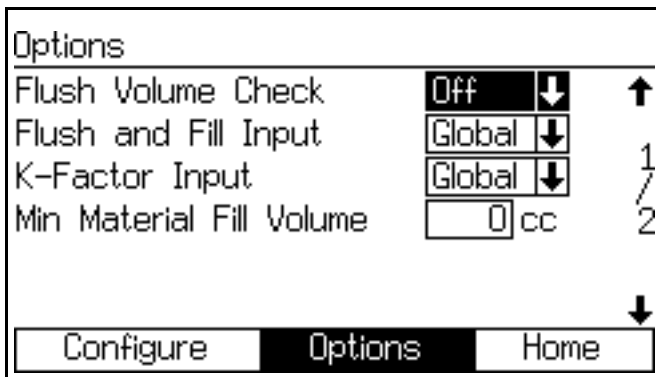 Options
Flush Volume Check Off
Flush and Fill Input Global
K-Factor Input Global
Min Material Fill Volume 0 cc
1
/
2
Configure Options Home